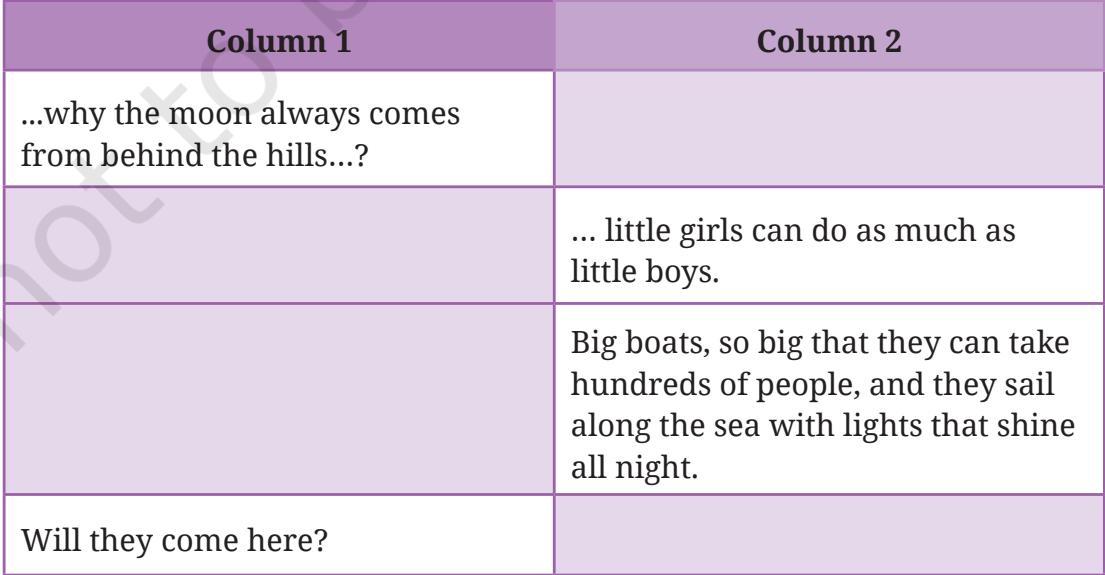 Column 1 Column 2
...why the moon always comes
from behind the hills...?
... little girls can do as much as
little boys.
Big boats, so big that they can take
hundreds of people, and they sail
along the sea with lights that shine
all night.
Will they come here?
not to b